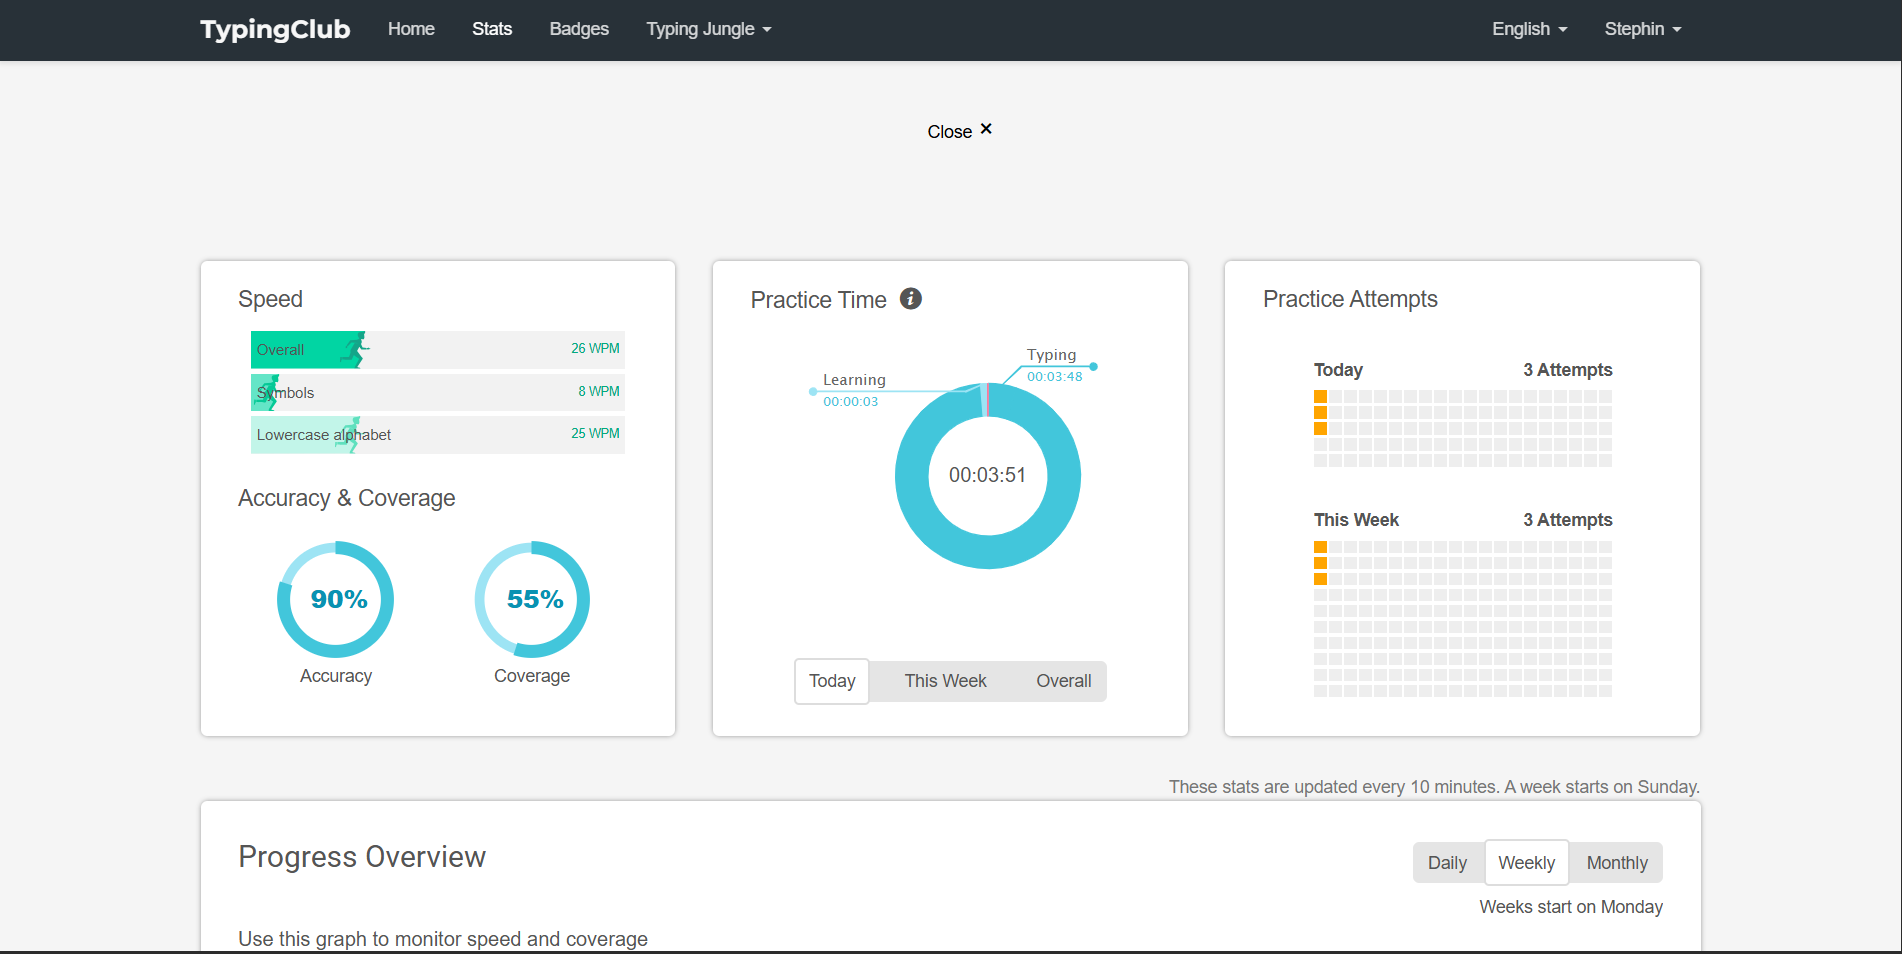 TypingClub Home Stats Badges Typing Jungle English Stephin
Close ×
Speed
Overall 26 WPM
Symbols 8 WPM
Lowercase alphabet 25 WPM
Accuracy & Coverage
90% 55%
Accuracy Coverage
Practice Time i
Typing
00:03:48
Learning
00:00:03
00:03:51
Today This Week Overall
Practice Attempts
Today 3 Attempts
This Week 3 Attempts
These stats are updated every 10 minutes. A week starts on Sunday.
Progress Overview
Daily Weekly Monthly
Weeks start on Monday
Use this graph to monitor speed and coverage